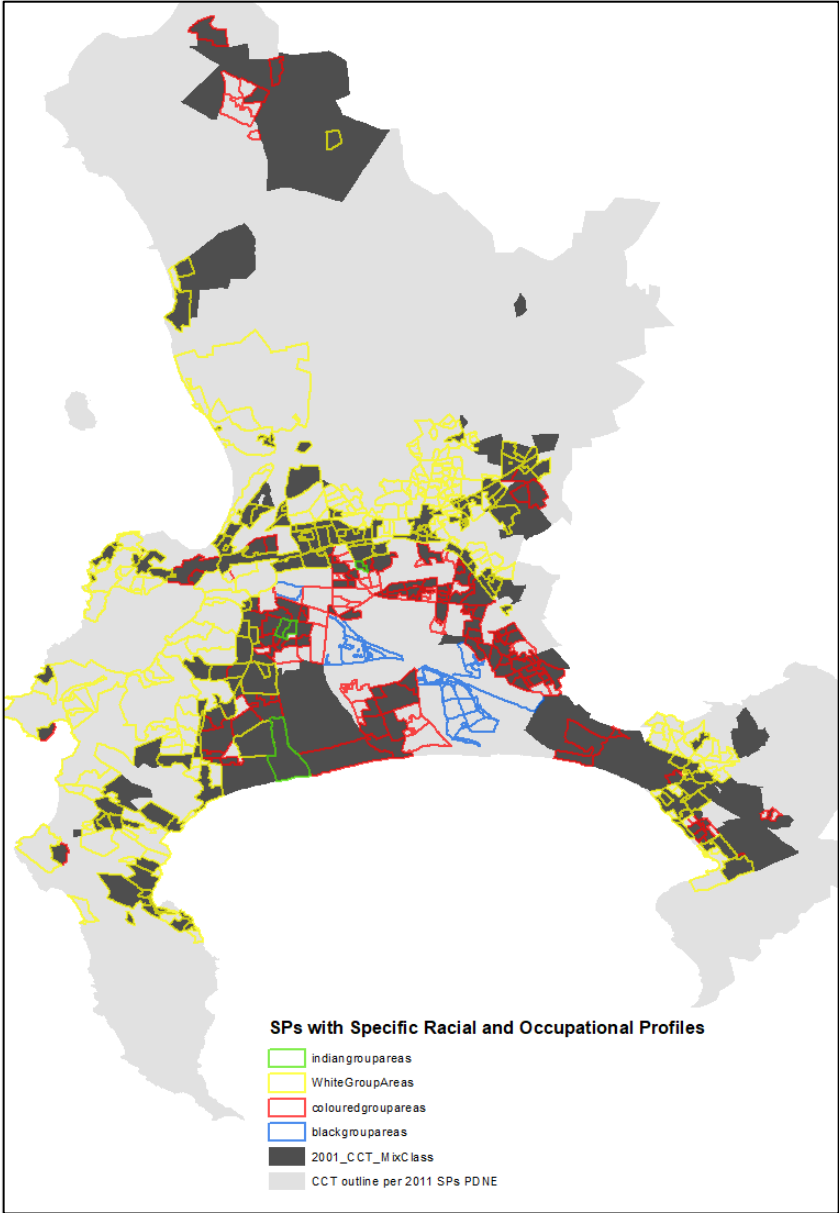 SPs with Specific Racial and Occupational Profiles
indiangroupareas
WhiteGroupAreas
colouredgroupareas
blackgroupareas
2001_CCT_MixClass
CCT outline per 2011 SPs PDNE